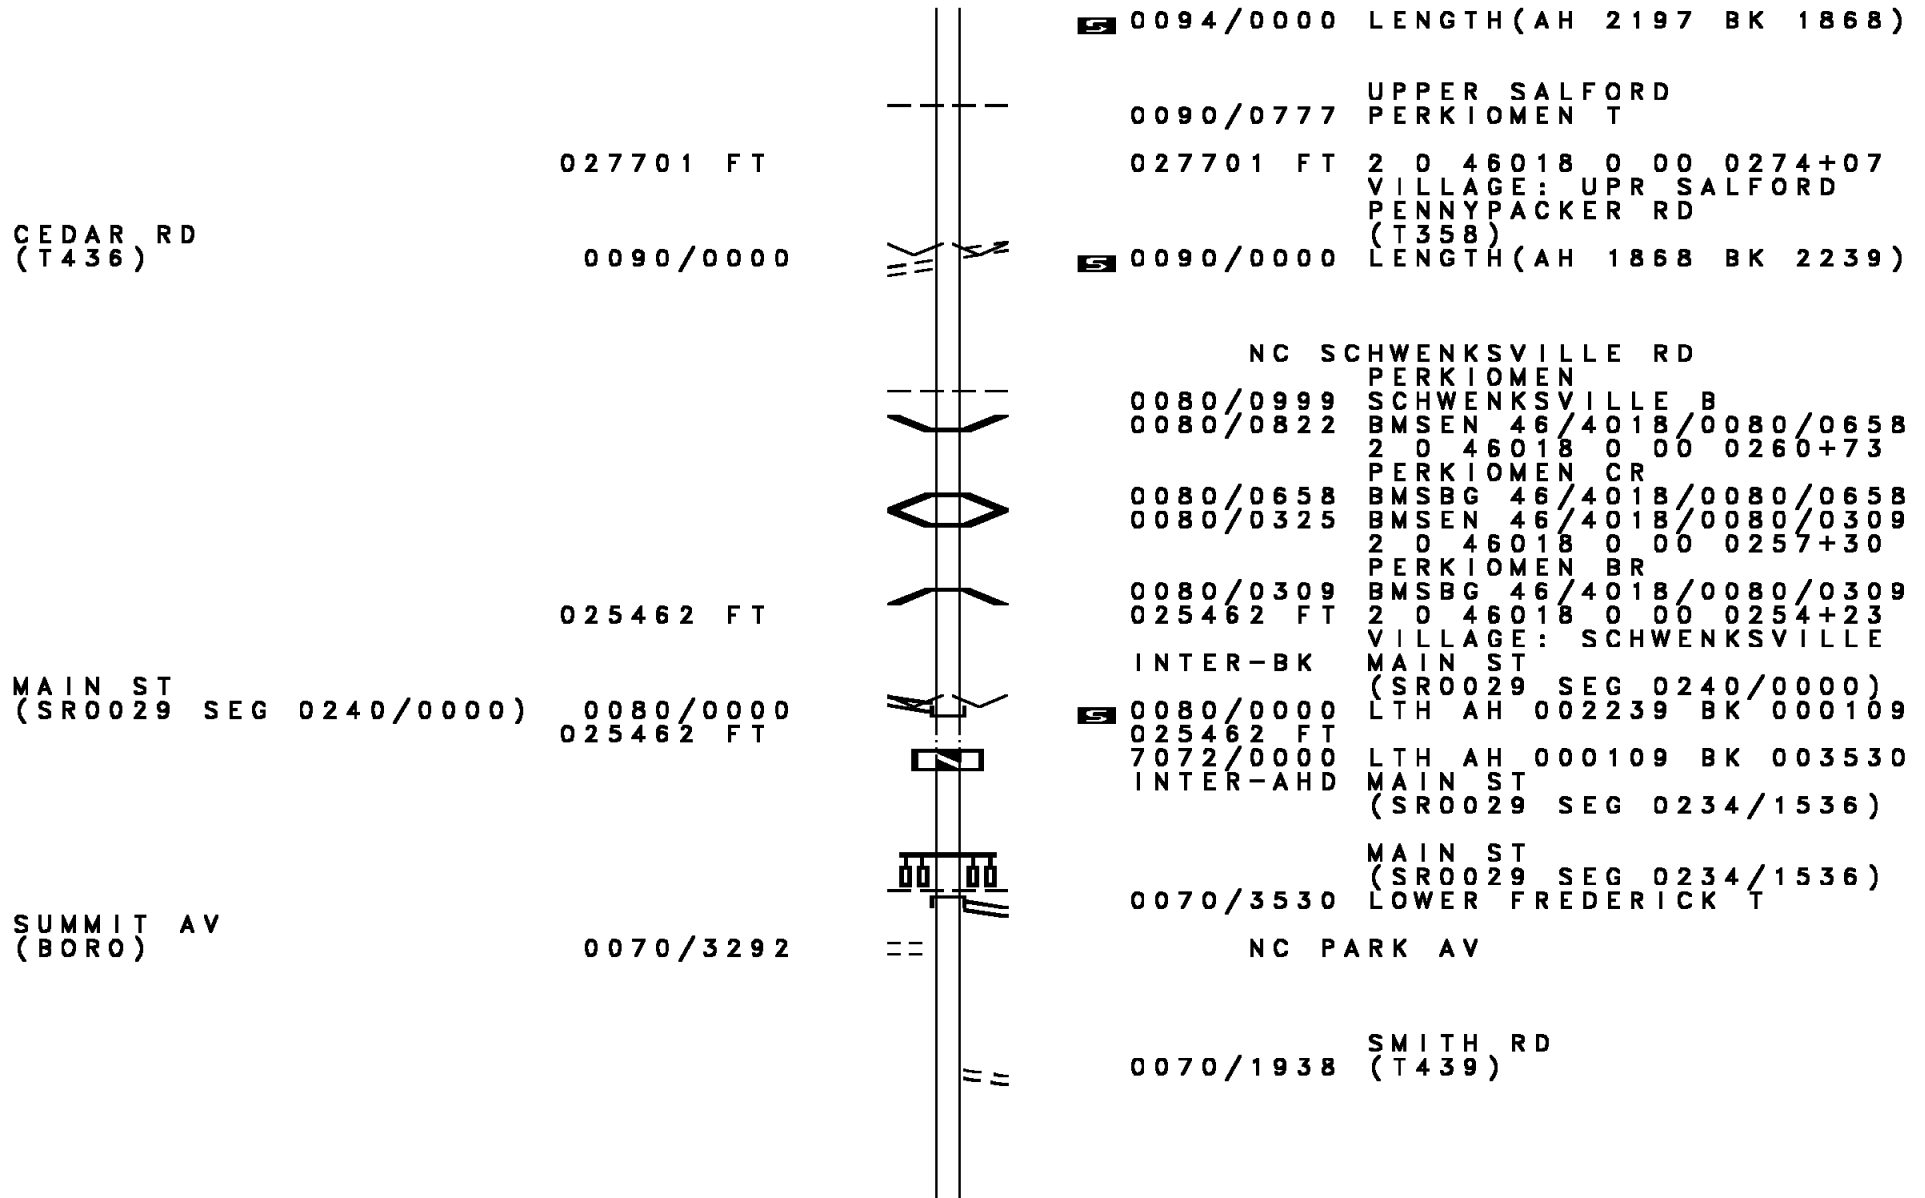 0094/0000 LENGTH(AH 2197 BK 1868)
UPPER SALFORD
0090/0777 PERKIOMEN T
027701 FT 027701 FT 2 0 46018 0 00 0274+07
VILLAGE: UPR SALFORD
PENNYPACKER RD
CEDAR RD (T358)
(T436) 0090/0000 0090/0000 LENGTH(AH 1868 BK 2239)
NC SCHWENKSVILLE RD
PERKIOMEN
0080/0999 SCHWENKSVILLE B
0080/0822 BMSEN 46/4018/0080/0658
2 0 46018 0 00 0260+73
PERKIOMEN CR
0080/0658 BMSBG 46/4018/0080/0658
0080/0325 BMSEN 46/4018/0080/0309
2 0 46018 0 00 0257+30
PERKIOMEN BR
0080/0309 BMSBG 46/4018/0080/0309
025462 FT 025462 FT 2 0 46018 0 00 0254+23
VILLAGE: SCHWENKSVILLE
INTER-BK MAIN ST
MAIN ST (SR0029 SEG 0240/0000)
(SR0029 SEG 0240/0000) 0080/0000 0080/0000 LTH AH 002239 BK 000109
025462 FT 025462 FT
7072/0000 LTH AH 000109 BK 003530
INTER-AHD MAIN ST
(SR0029 SEG 0234/1536)
MAIN ST
(SR0029 SEG 0234/1536)
0070/3530 LOWER FREDERICK T
SUMMIT AV
(BORO) 0070/3292 NC PARK AV
SMITH RD
0070/1938 (T439)